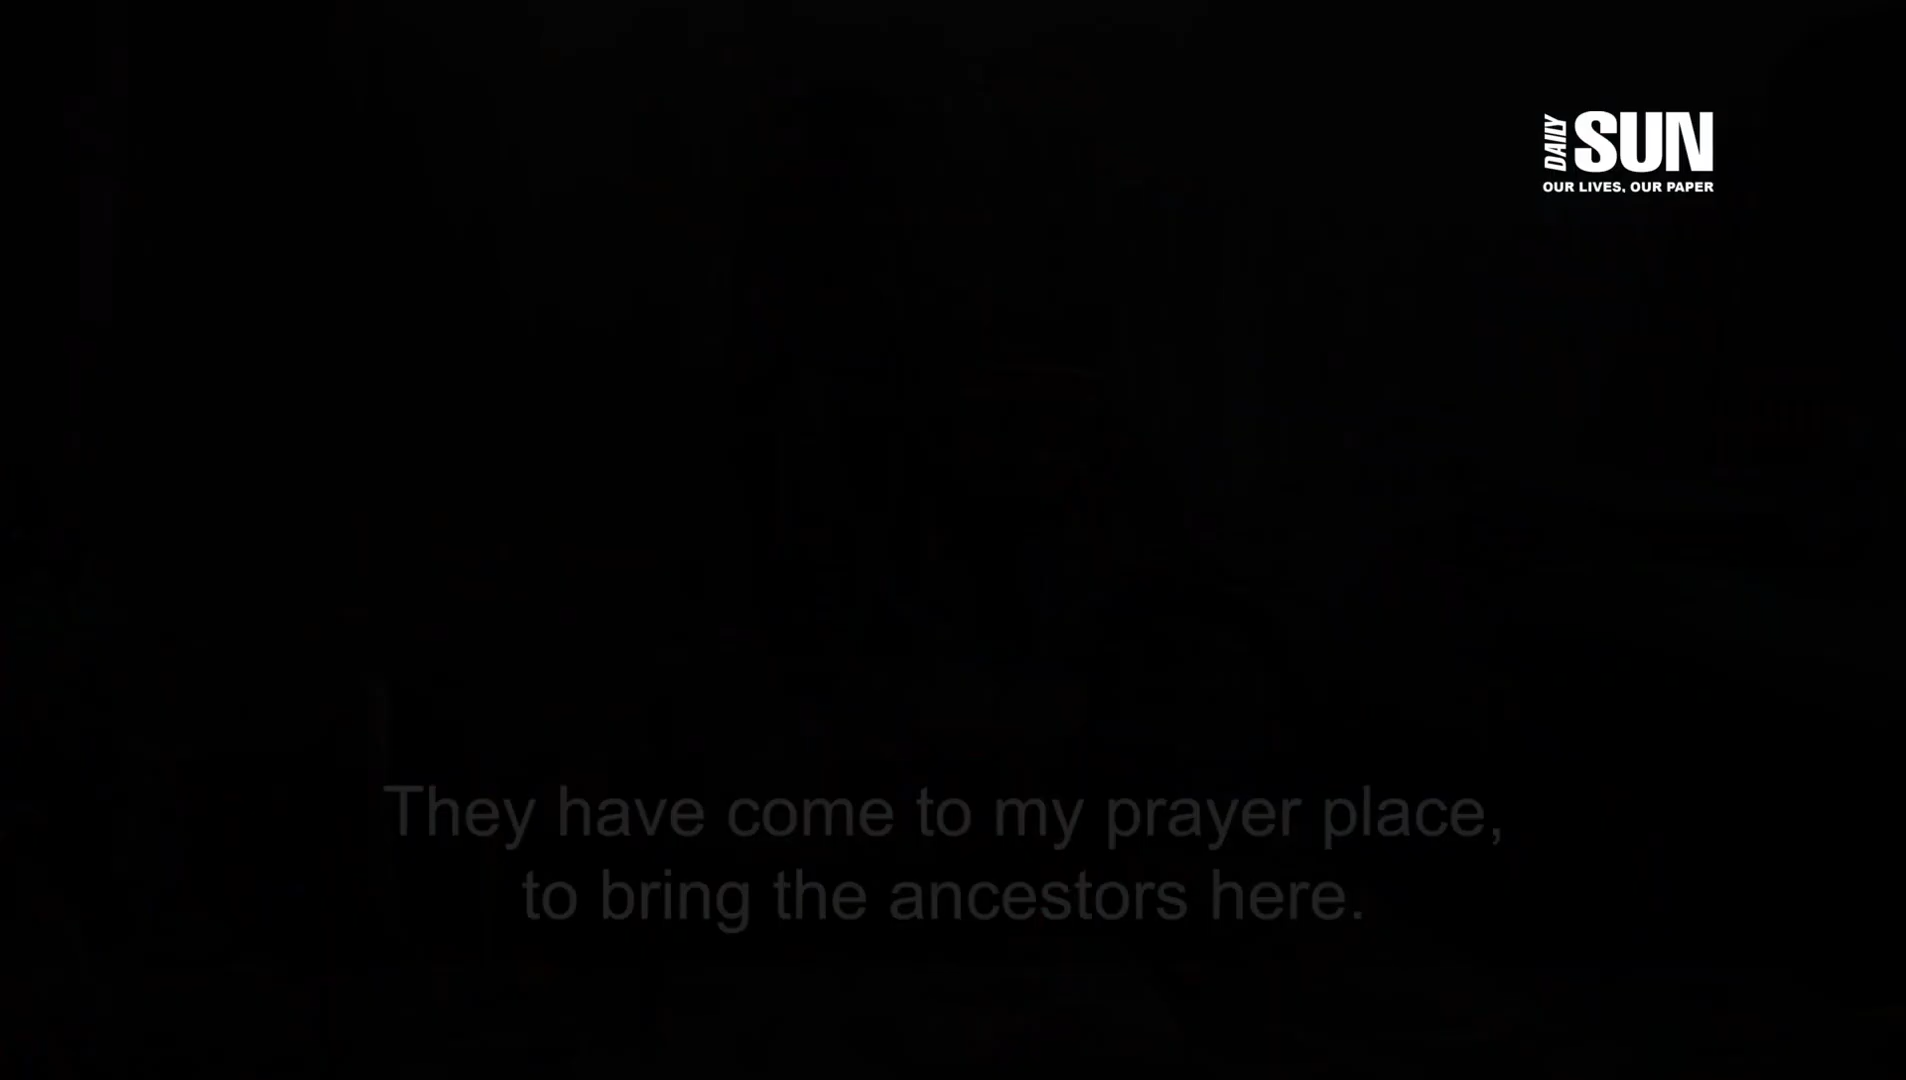 DAILY SUN
OUR LIVES, OUR PAPER
They have come to my prayer place,
to bring the ancestors here.